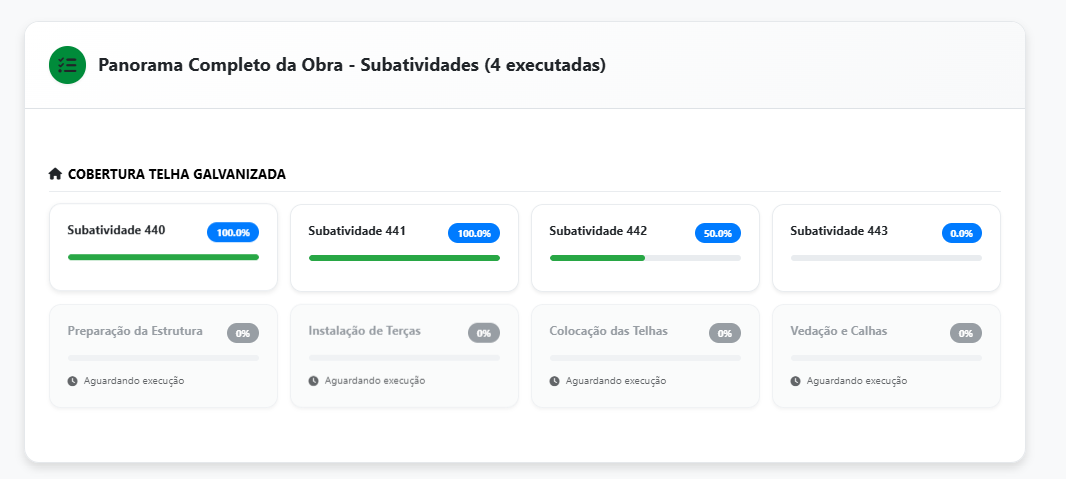 Panorama Completo da Obra - Subatividades (4 executadas)
COBERTURA TELHA GALVANIZADA
Subatividade 440 100.0%
Subatividade 441 100.0%
Subatividade 442 50.0%
Subatividade 443 0.0%
Preparação da Estrutura 0%
Aguardando execução
Instalação de Terças 0%
Aguardando execução
Colocação das Telhas 0%
Aguardando execução
Vedação e Calhas 0%
Aguardando execução